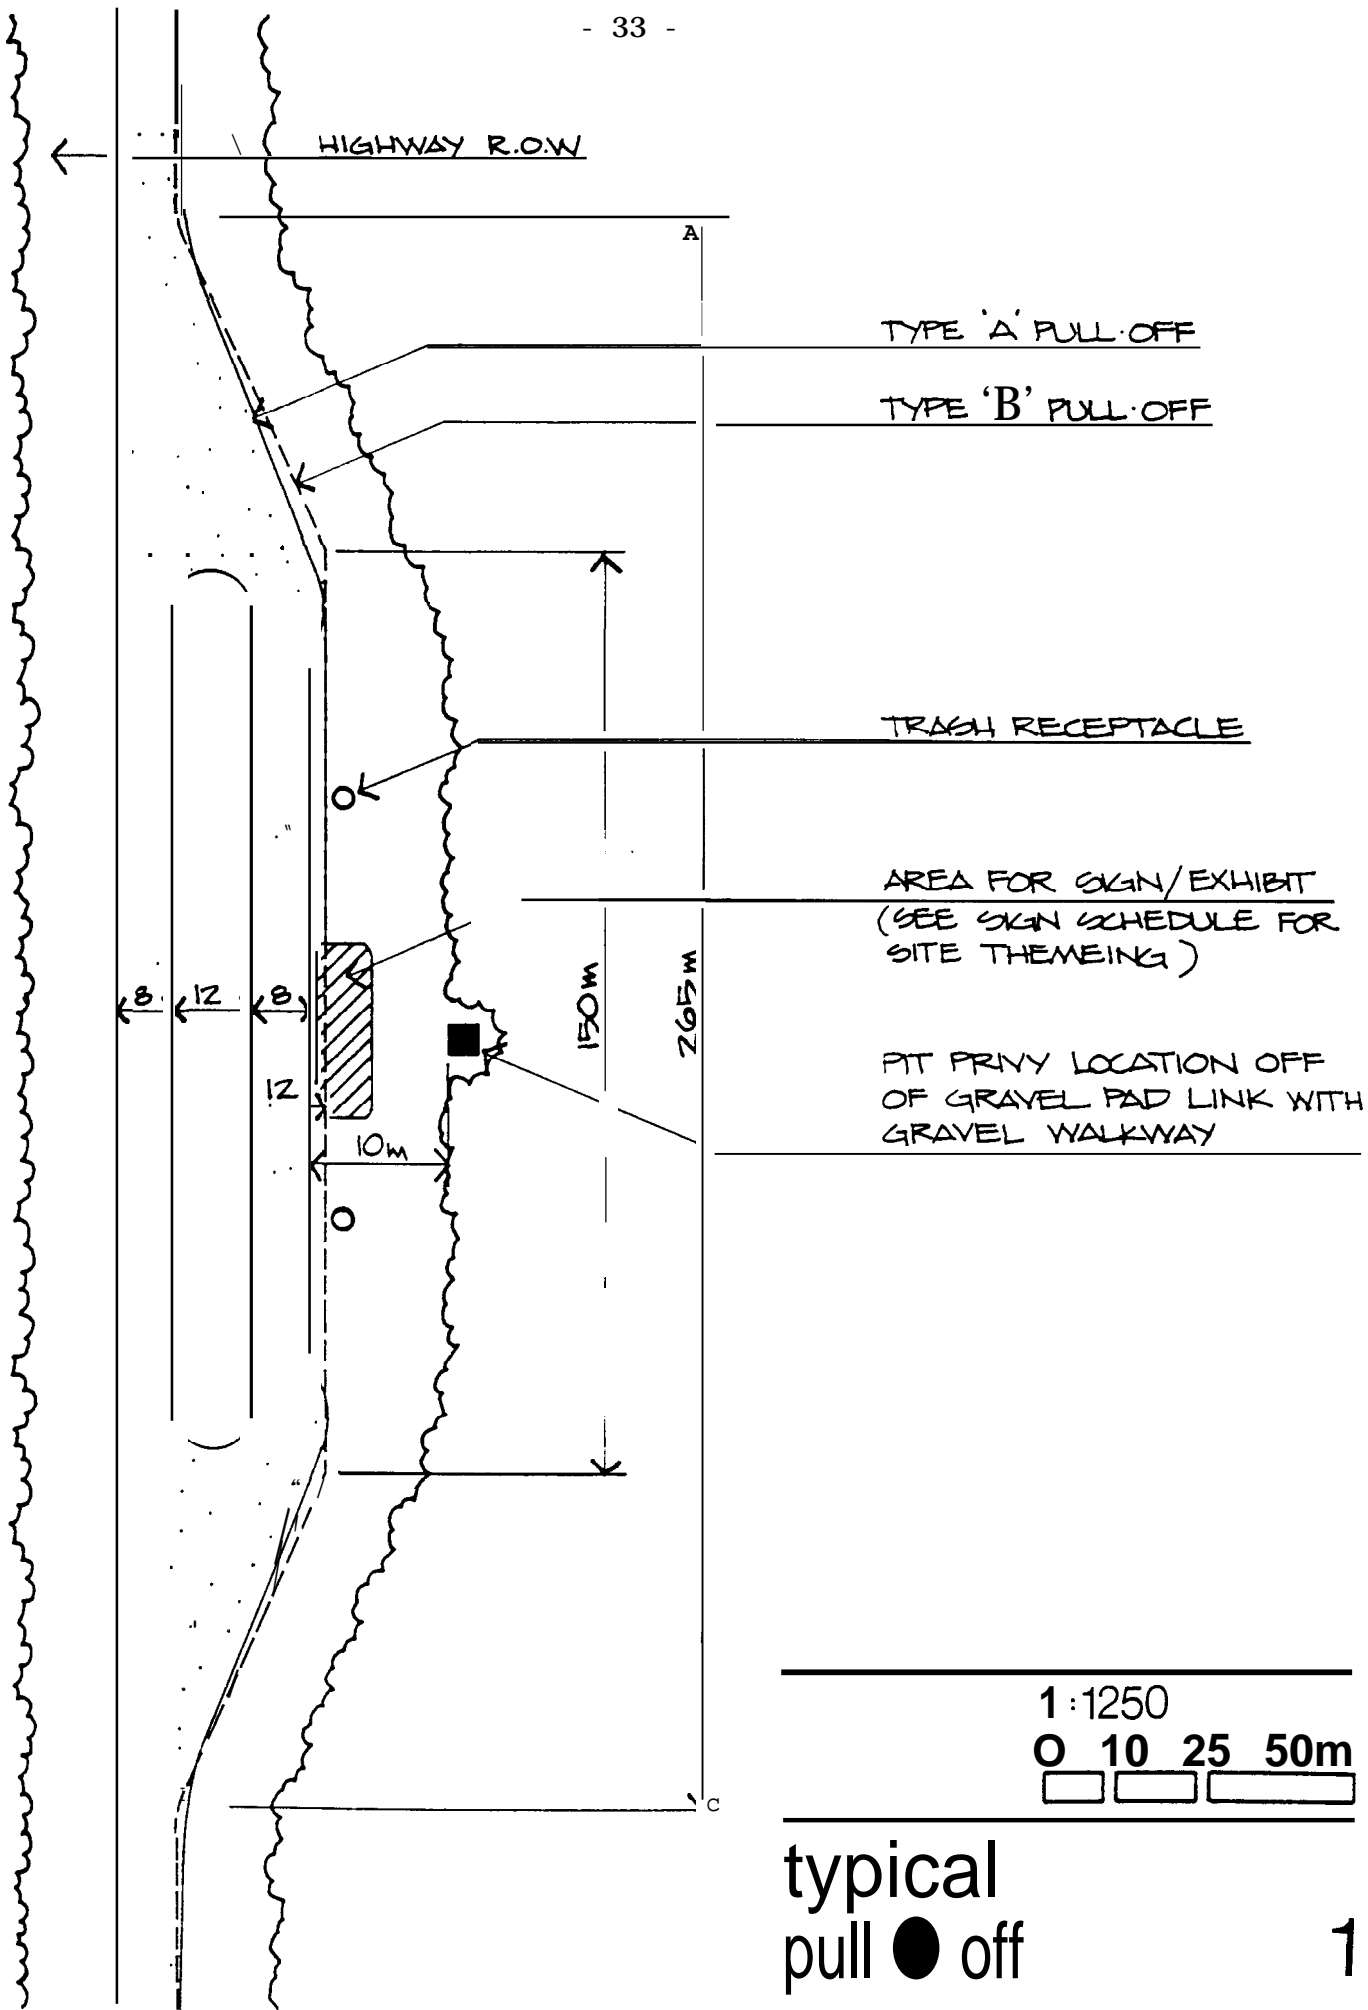 - 33 -
HIGHWAY R.O.W
A
TYPE 'A' PULL·OFF
TYPE 'B' PULL·OFF
TRASH RECEPTACLE
AREA FOR SIGN/EXHIBIT
(SEE SIGN SCHEDULE FOR
SITE THEMEING)
8 12 8
150m
265m
12
PIT PRIVY LOCATION OFF
OF GRAVEL PAD LINK WITH
GRAVEL WALKWAY
10m
1:1250
0 10 25 50m
C
typical
pull ● off
1